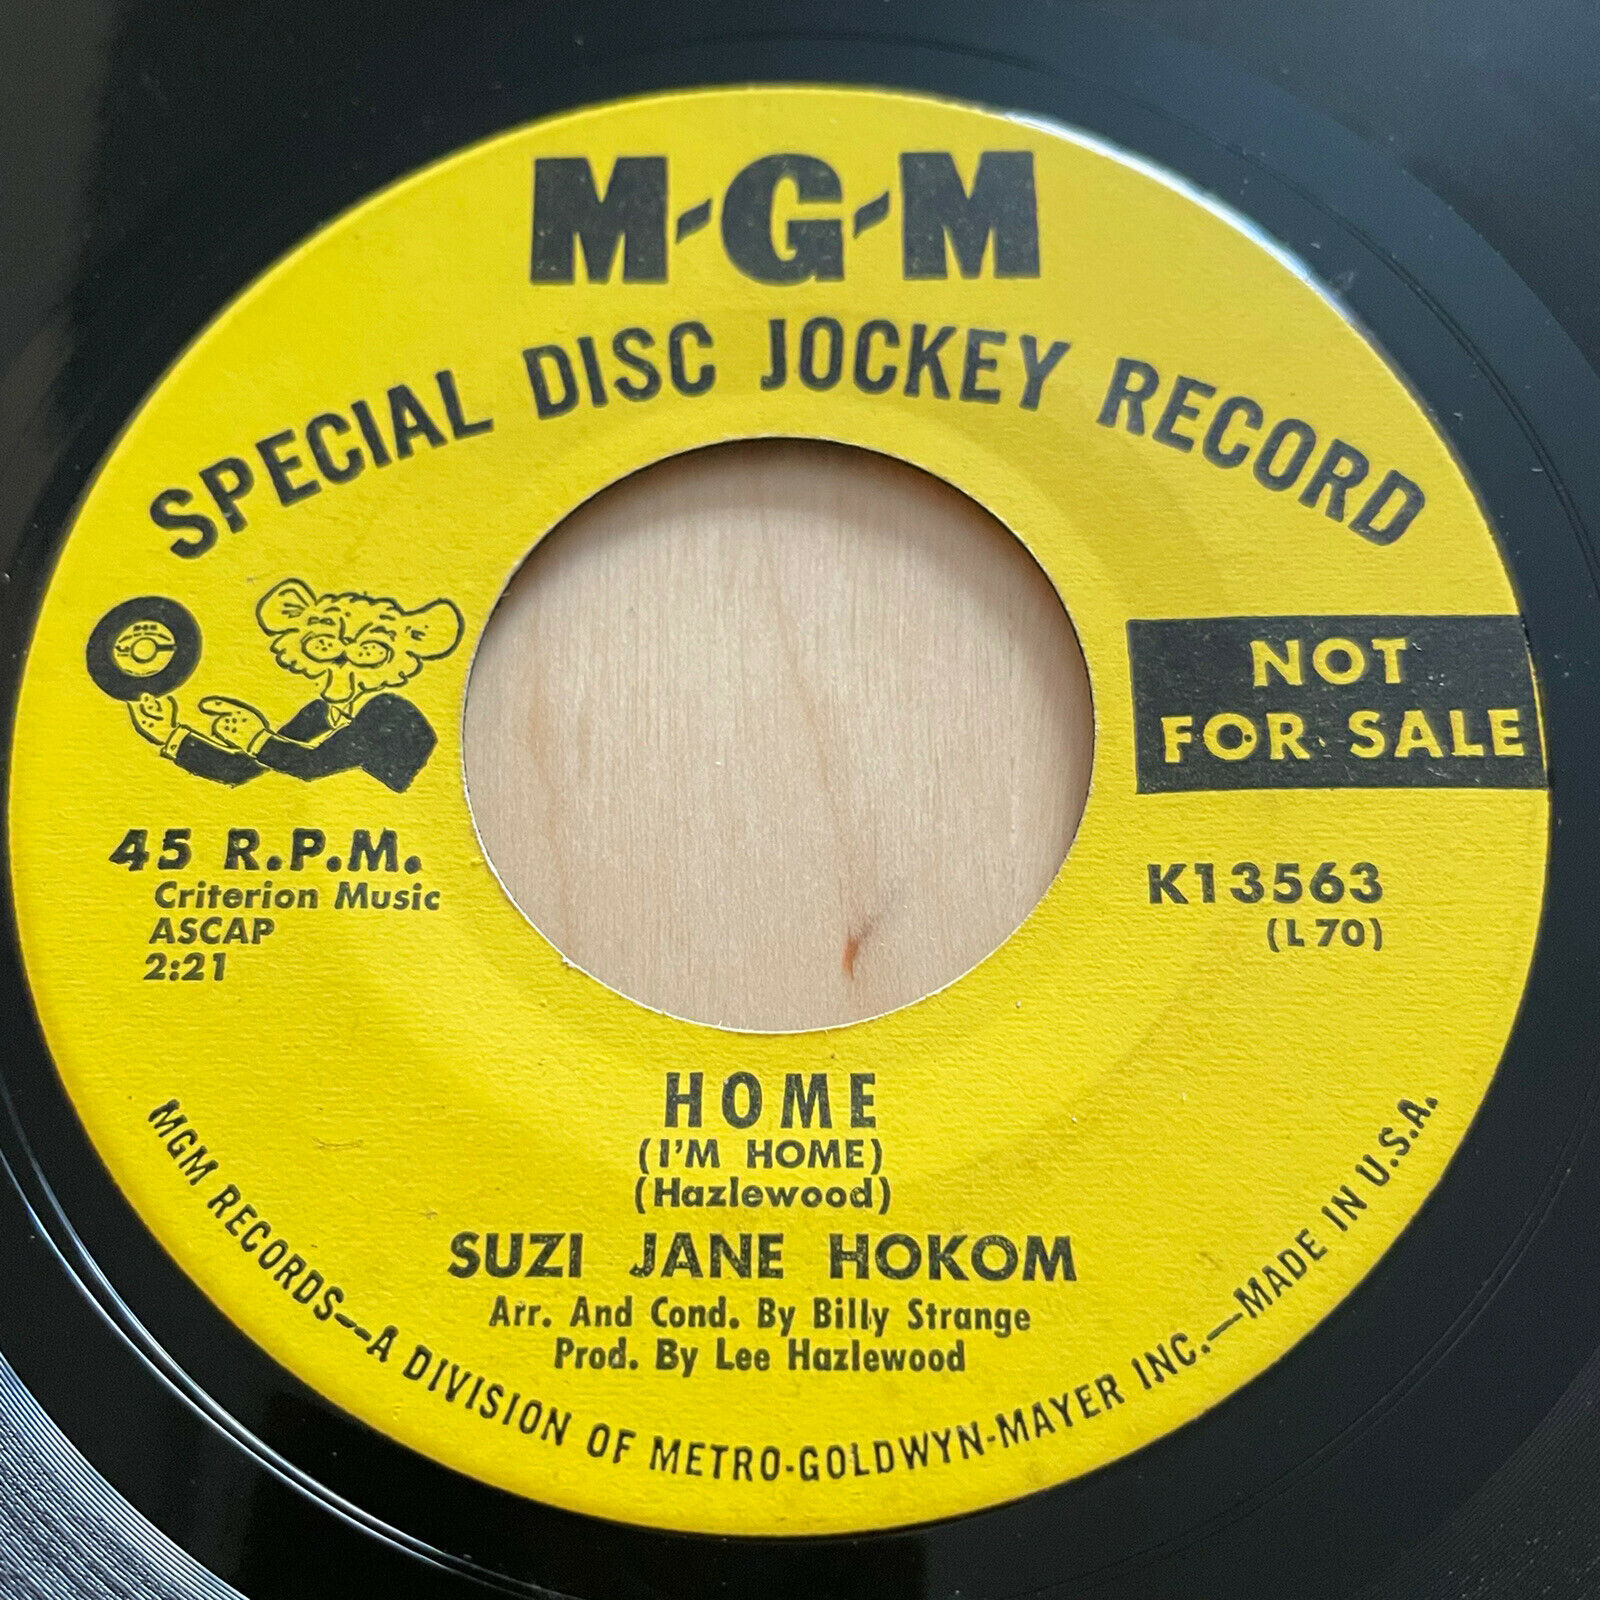 M-G-M
SPECIAL DISC JOCKEY RECORD
NOT
FOR SALE
45 R.P.M.
Criterion Music
ASCAP
2:21
K13563
(L 70)
HOME
(I'M HOME)
(Hazlewood)
SUZI JANE HOKOM
Arr. And Cond. By Billy Strange
Prod. By Lee Hazlewood
MGM RECORDS—A DIVISION OF METRO-GOLDWYN-MAYER INC.—MADE IN U.S.A.